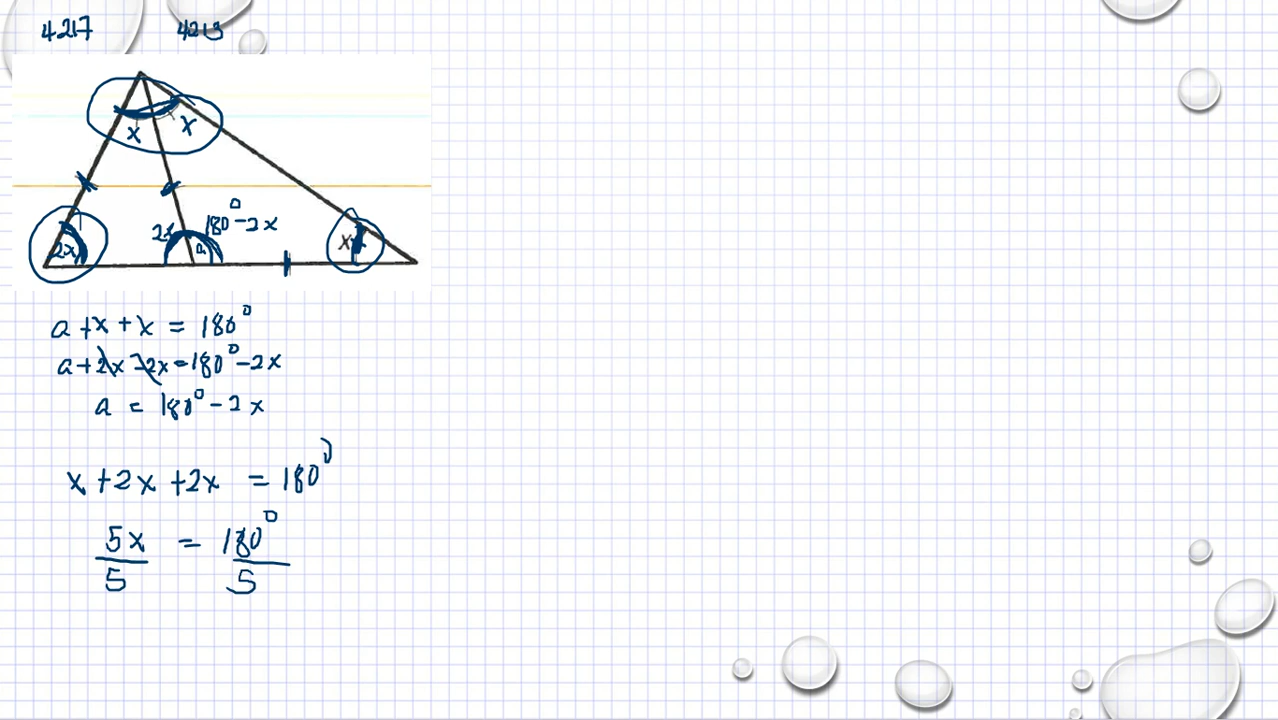 4217 4213
x x
180°-2x
2x
2x a x
a + x + x = 180°
a + 2x - 2x = 180° - 2x
a = 180° - 2x
x + 2x + 2x = 180°
5x = 180°
5 5